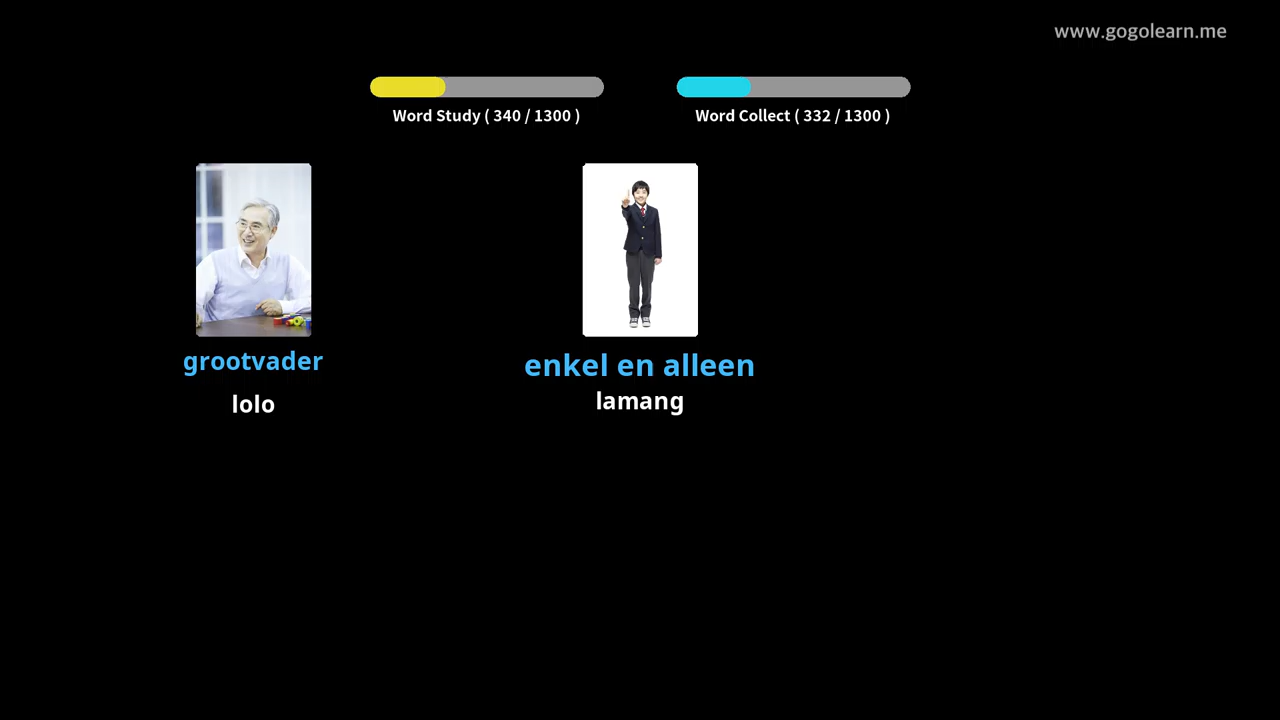 www.gogolearn.me
Word Study ( 340 / 1300 )
Word Collect ( 332 / 1300 )
grootvader
lolo
enkel en alleen
lamang